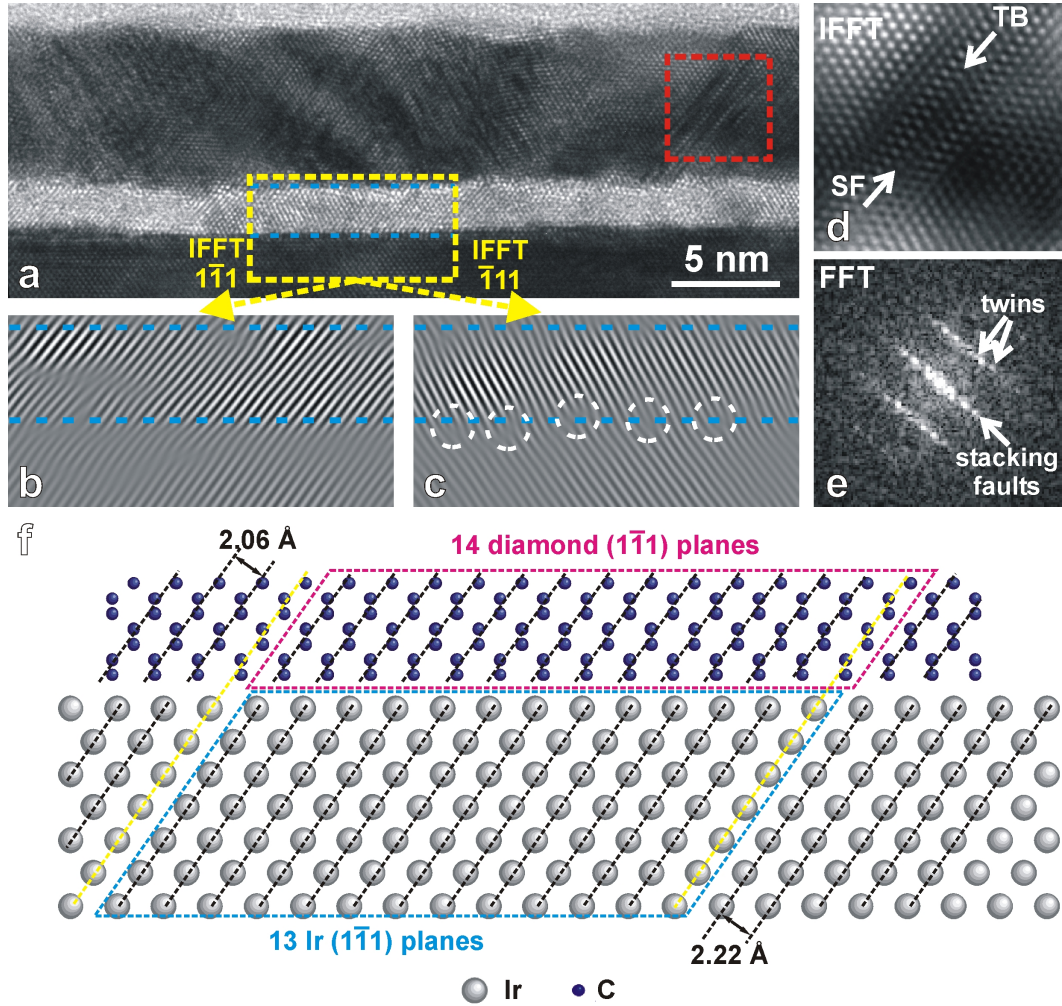 IFFT
TB
SF
d
IFFT
1̅11
IFFT
11̅1
5 nm
a
FFT
twins
stacking
faults
e
b
c
f
2.06 Å
14 diamond (11̅1) planes
13 Ir (11̅1) planes
2.22 Å
Ir
C